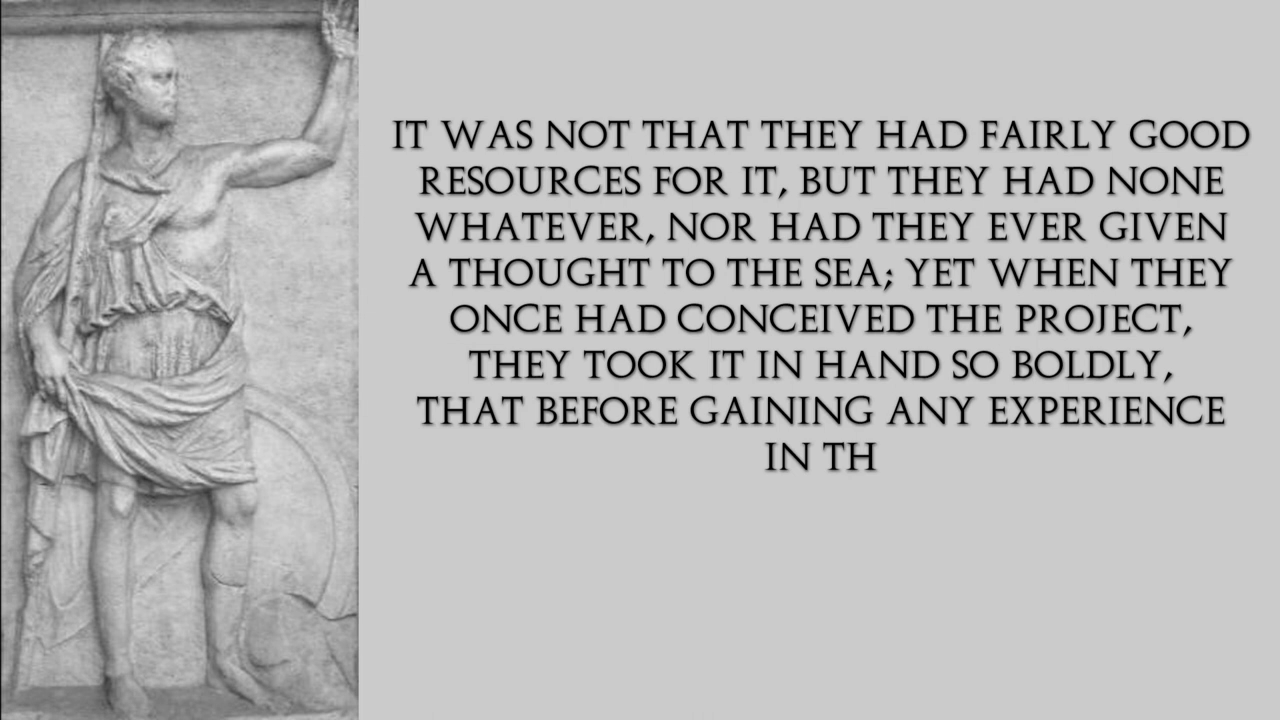 IT WAS NOT THAT THEY HAD FAIRLY GOOD
RESOURCES FOR IT, BUT THEY HAD NONE
WHATEVER, NOR HAD THEY EVER GIVEN
A THOUGHT TO THE SEA; YET WHEN THEY
ONCE HAD CONCEIVED THE PROJECT,
THEY TOOK IT IN HAND SO BOLDLY,
THAT BEFORE GAINING ANY EXPERIENCE
IN TH